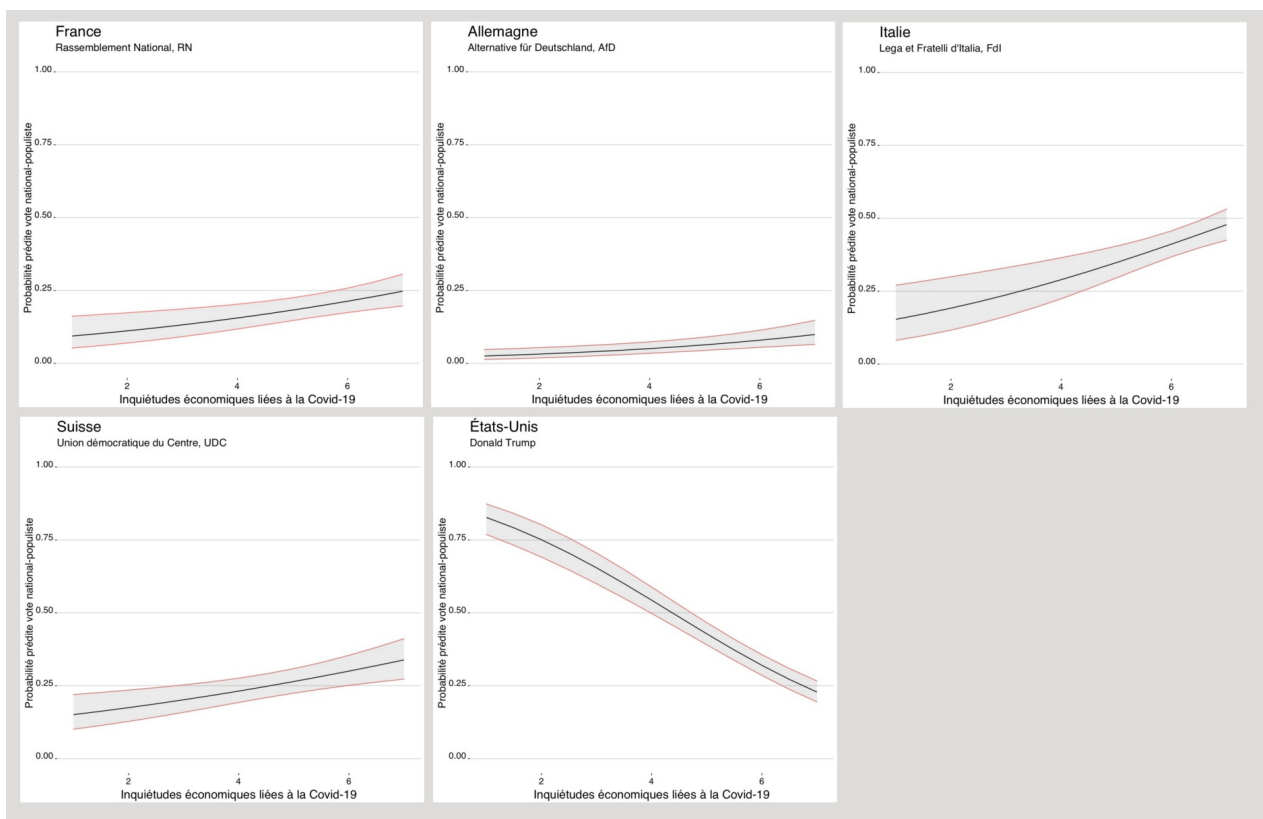 France
Rassemblement National, RN
1.00
0.75
0.50
0.25
0.00
Probabilité prédite vote national-populiste
2 4 6
Inquiétudes économiques liées à la Covid-19
Allemagne
Alternative für Deutschland, AfD
1.00
0.75
0.50
0.25
0.00
Probabilité prédite vote national-populiste
2 4 6
Inquiétudes économiques liées à la Covid-19
Italie
Lega et Fratelli d'Italia, FdI
1.00
0.75
0.50
0.25
0.00
Probabilité prédite vote national-populiste
2 4 6
Inquiétudes économiques liées à la Covid-19
Suisse
Union démocratique du Centre, UDC
1.00
0.75
0.50
0.25
0.00
Probabilité prédite vote national-populiste
2 4 6
Inquiétudes économiques liées à la Covid-19
États-Unis
Donald Trump
1.00
0.75
0.50
0.25
0.00
Probabilité prédite vote national-populiste
2 4 6
Inquiétudes économiques liées à la Covid-19